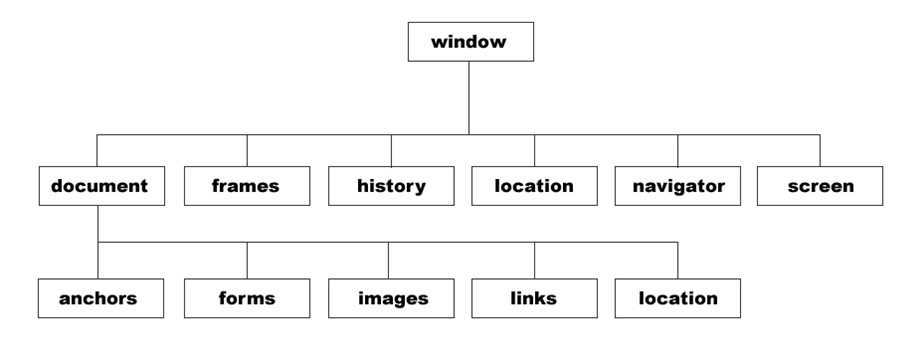 window
document frames history location navigator screen
anchors forms images links location